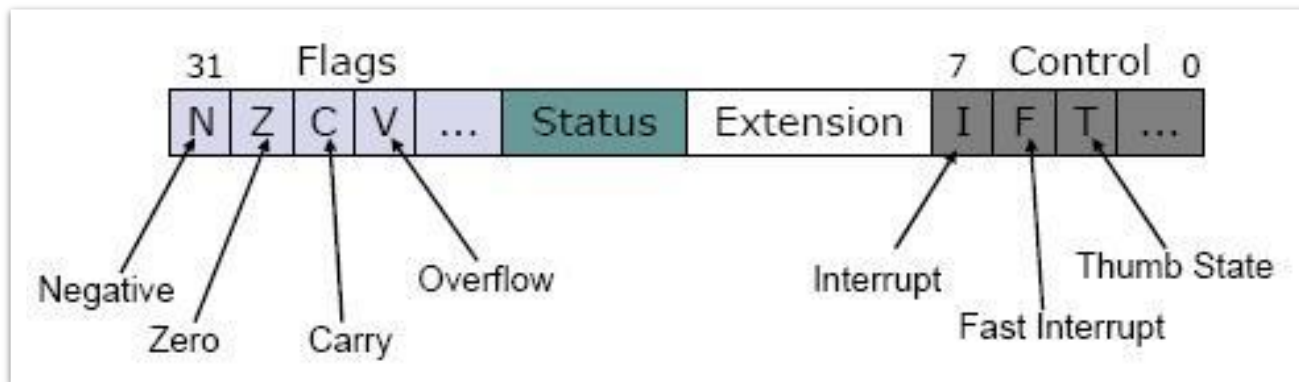 31 Flags 7 Control 0
N Z C V ... Status Extension I F T ...
Negative Zero Carry Overflow Interrupt Fast Interrupt Thumb State